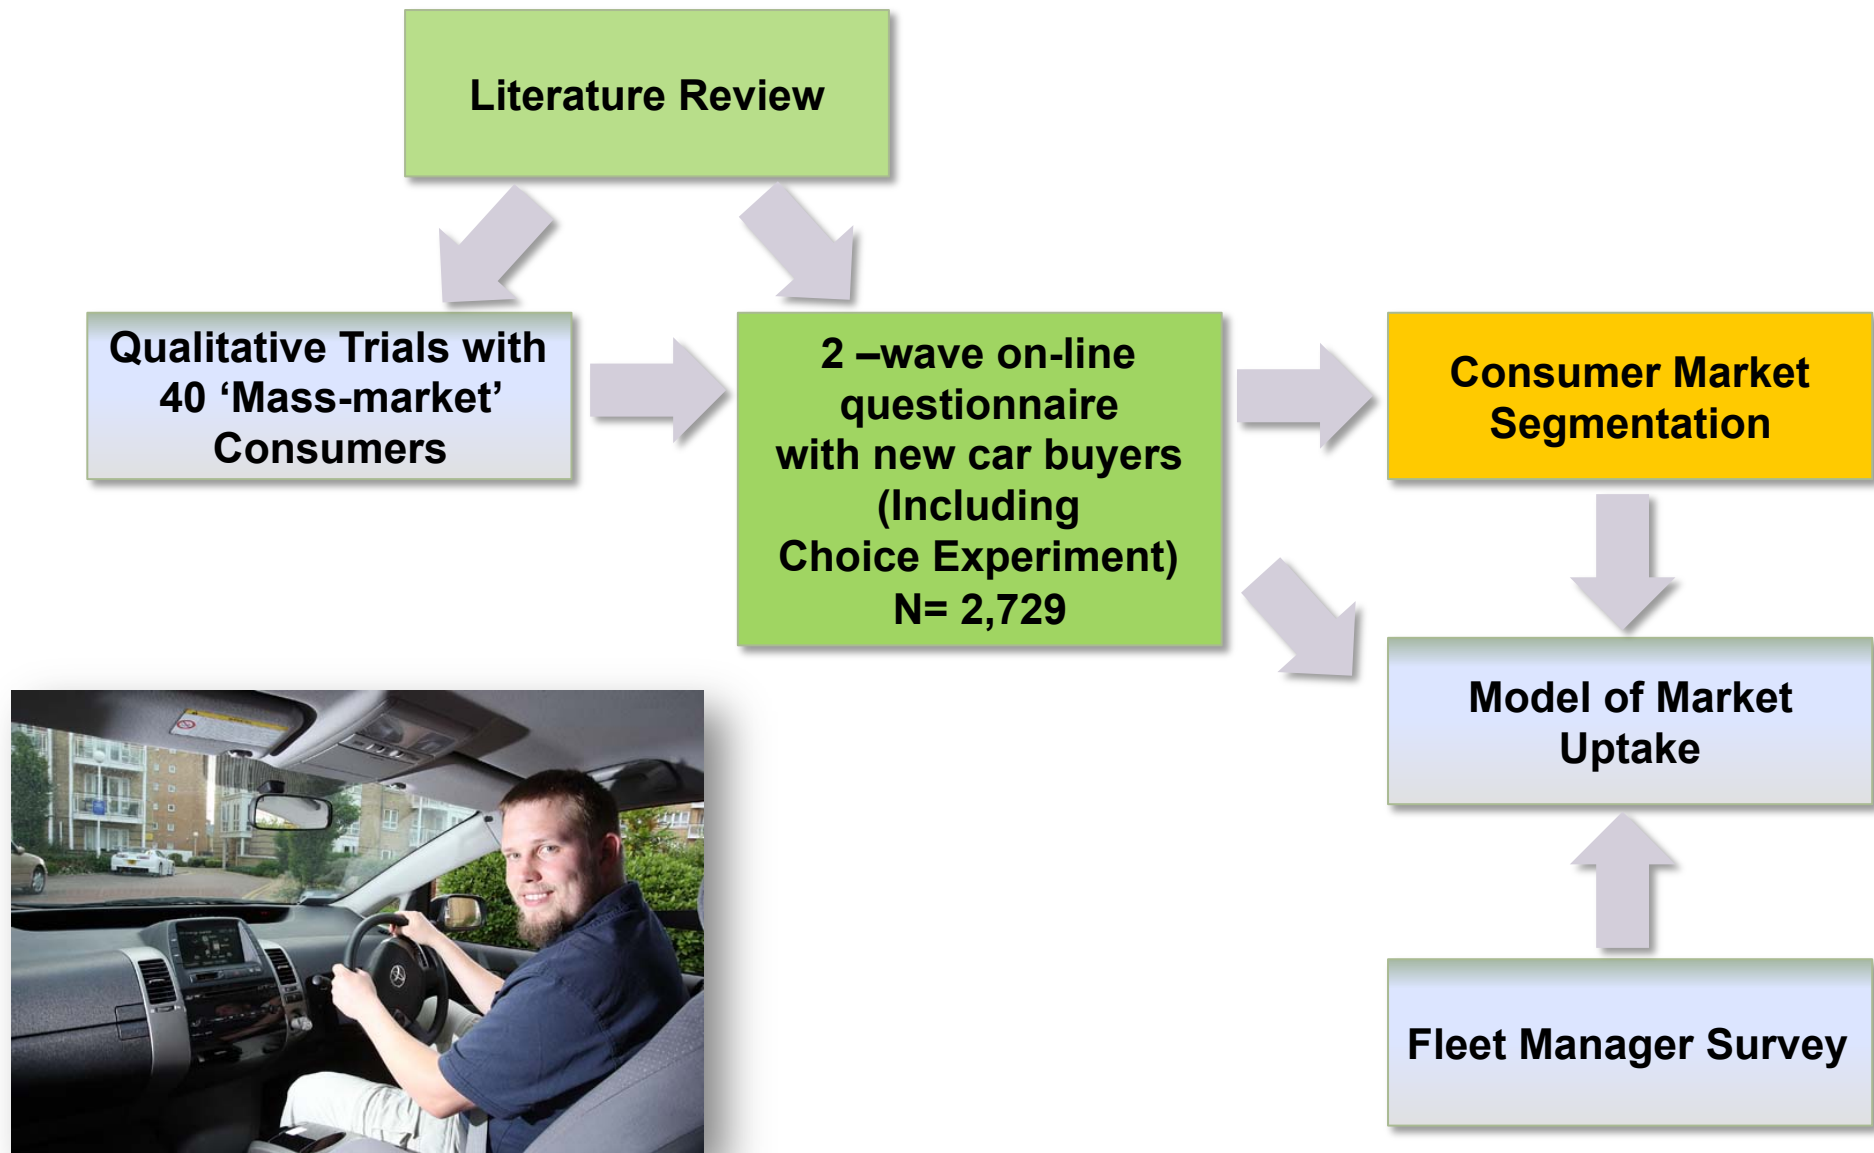 Literature Review
Qualitative Trials with
40 ‘Mass-market’
Consumers
2 –wave on-line
questionnaire
with new car buyers
(Including
Choice Experiment)
N= 2,729
Consumer Market
Segmentation
Model of Market
Uptake
Fleet Manager Survey